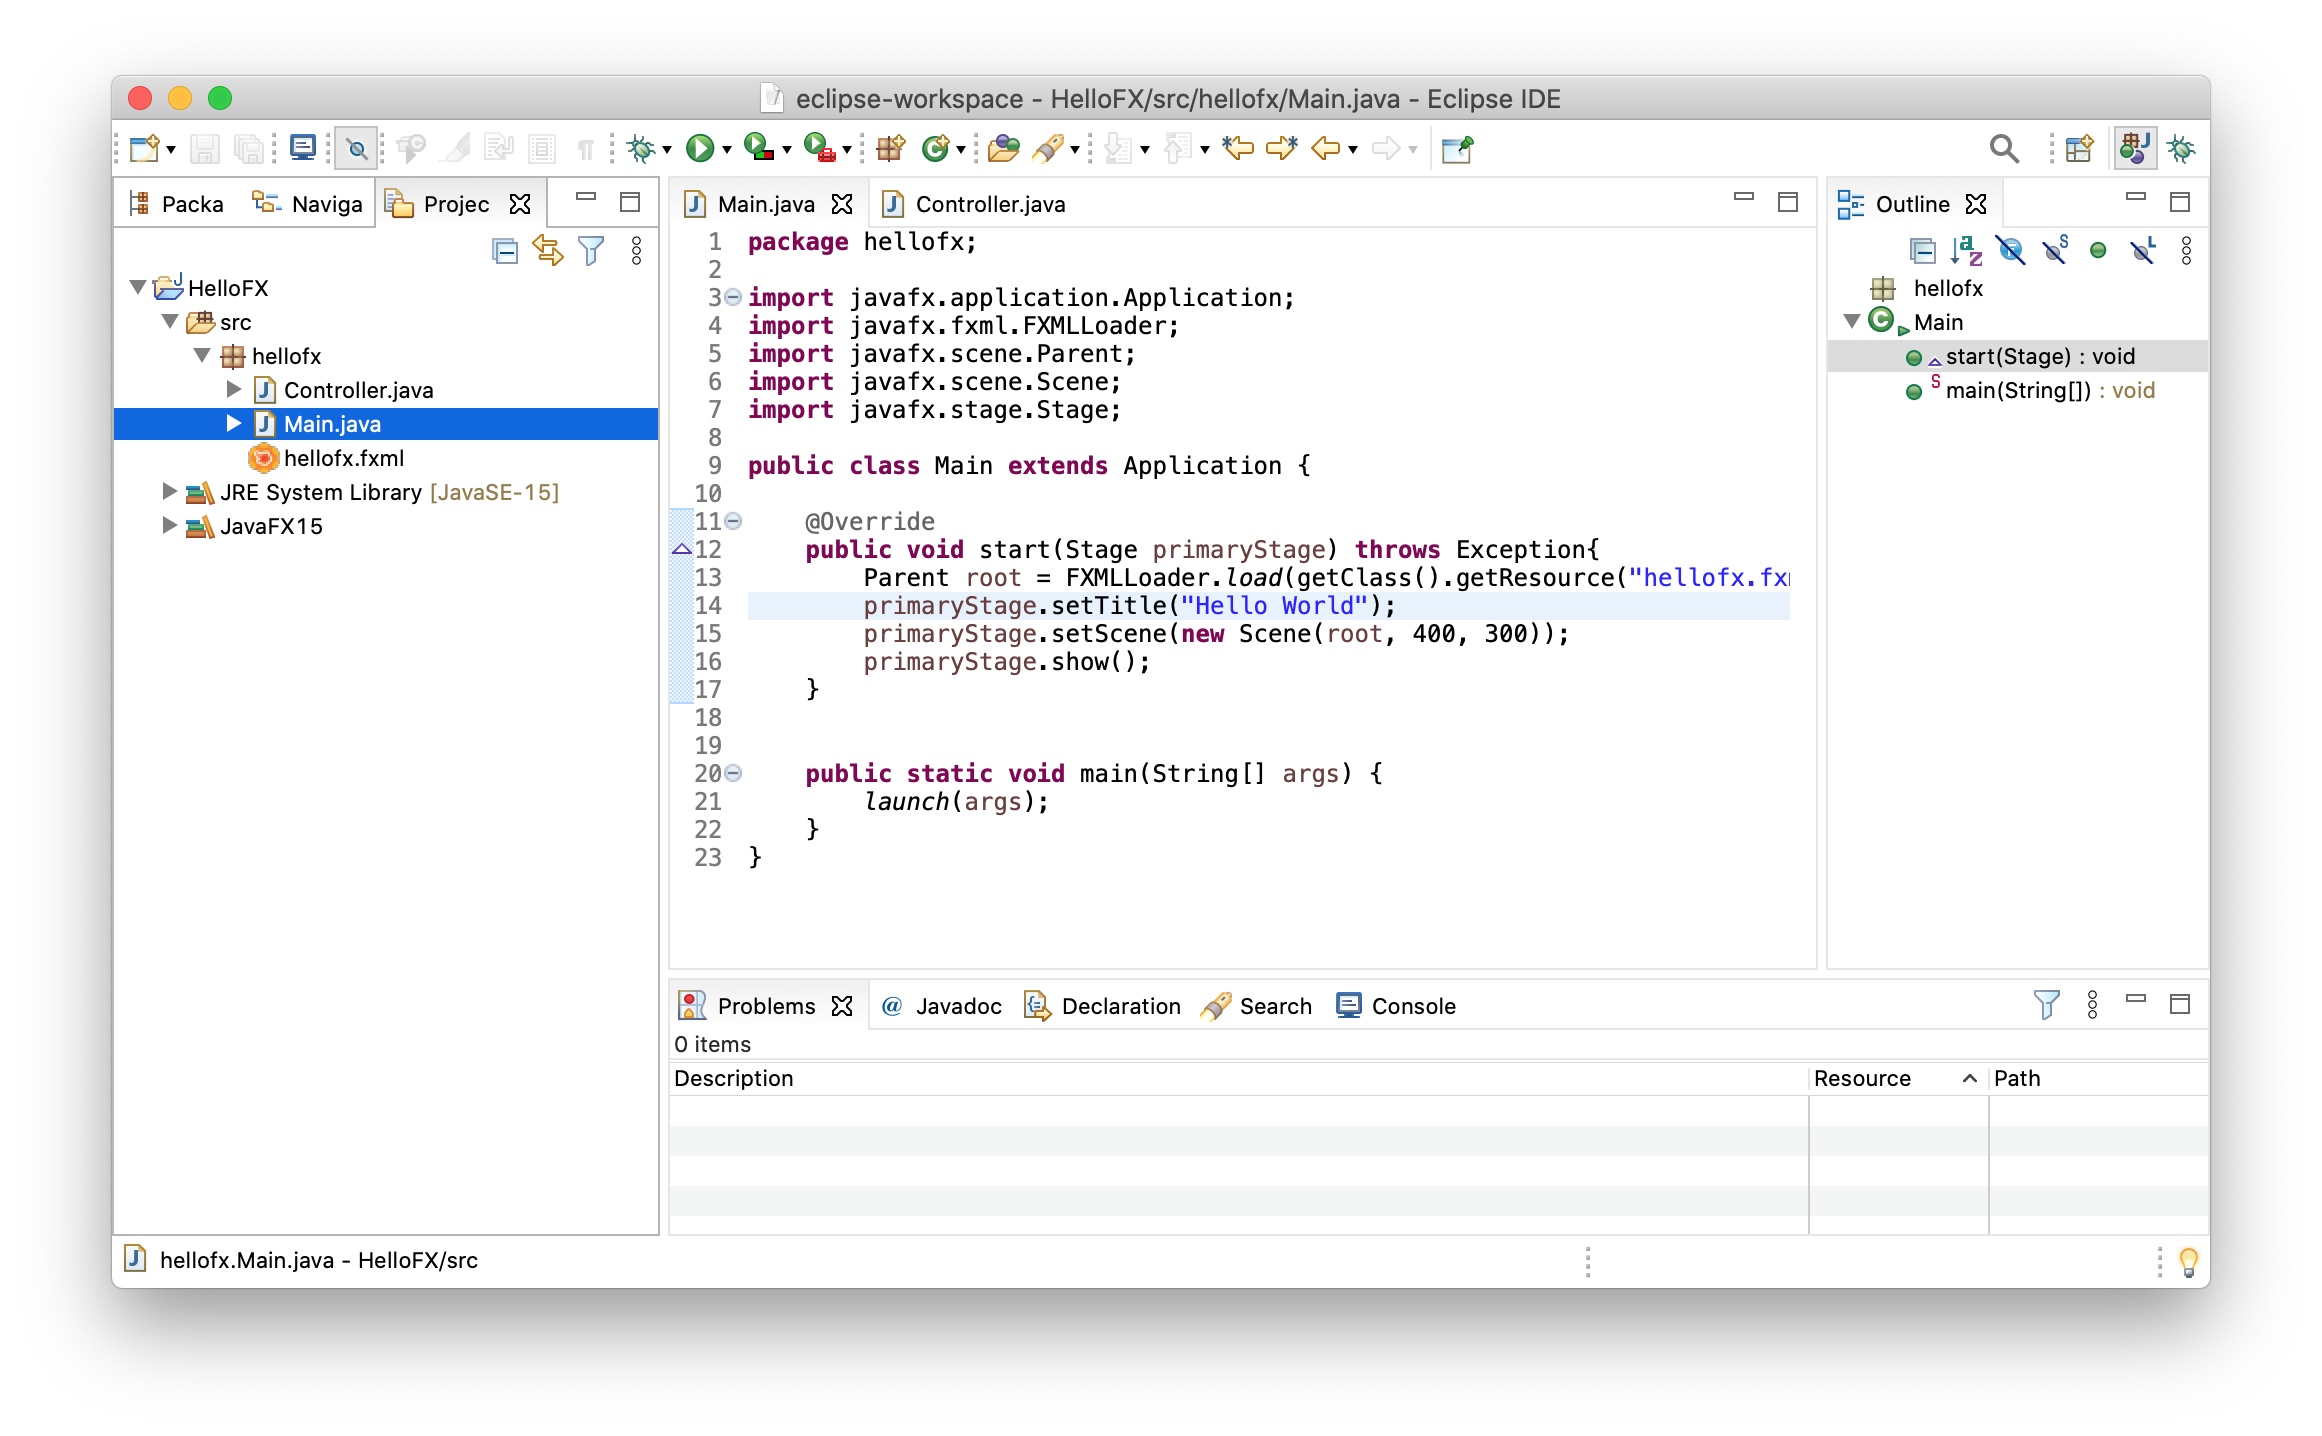 eclipse-workspace - HelloFX/src/hellofx/Main.java - Eclipse IDE
Packa
Naviga
Projec
HelloFX
src
hellofx
Controller.java
Main.java
hellofx.fxml
JRE System Library [JavaSE-15]
JavaFX15
Main.java
Controller.java
1 package hellofx;
2
3 import javafx.application.Application;
4 import javafx.fxml.FXMLLoader;
5 import javafx.scene.Parent;
6 import javafx.scene.Scene;
7 import javafx.stage.Stage;
8
9 public class Main extends Application {
10
11 @Override
12 public void start(Stage primaryStage) throws Exception{
13 Parent root = FXMLLoader.load(getClass().getResource("hellofx.fx
14 primaryStage.setTitle("Hello World");
15 primaryStage.setScene(new Scene(root, 400, 300));
16 primaryStage.show();
17 }
18
19
20 public static void main(String[] args) {
21 launch(args);
22 }
23 }
Outline
hellofx
Main
start(Stage) : void
main(String[]) : void
Problems
@ Javadoc
Declaration
Search
Console
0 items
Description
Resource
Path
hellofx.Main.java - HelloFX/src